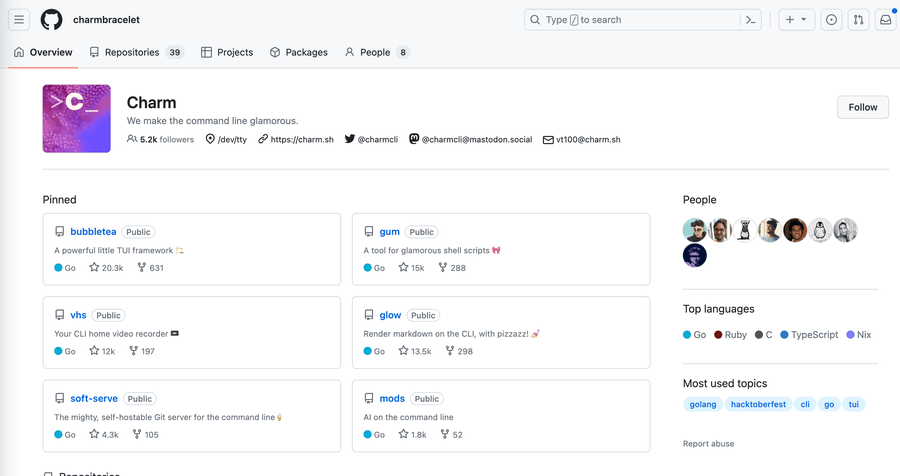 charmbracelet
Type / to search
Overview
Repositories 39
Projects
Packages
People 8
>C_
Charm
We make the command line glamorous.
5.2k followers /dev/tty https://charm.sh @charmcli @charmcli@mastodon.social vt100@charm.sh
Follow
Pinned
bubbletea Public
A powerful little TUI framework
Go 20.3k 631
gum Public
A tool for glamorous shell scripts
Go 15k 288
vhs Public
Your CLI home video recorder
Go 12k 197
glow Public
Render markdown on the CLI, with pizzazz!
Go 13.5k 298
soft-serve Public
The mighty, self-hostable Git server for the command line
Go 4.3k 105
mods Public
AI on the command line
Go 1.8k 52
People
Top languages
Go Ruby C TypeScript Nix
Most used topics
golang hacktoberfest cli go tui
Report abuse
Repositories